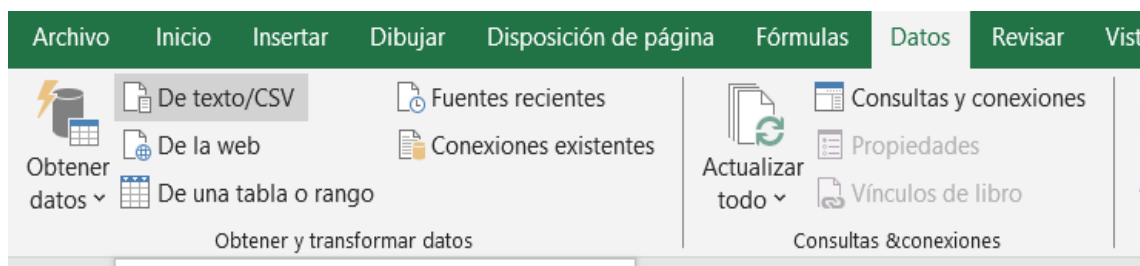 Archivo Inicio Insertar Dibujar Disposición de página Fórmulas Datos Revisar Vist
De texto/CSV Fuentes recientes Consultas y conexiones
De la web Conexiones existentes Propiedades
Obtener datos De una tabla o rango Actualizar todo Vínculos de libro
Obtener y transformar datos Consultas &conexiones